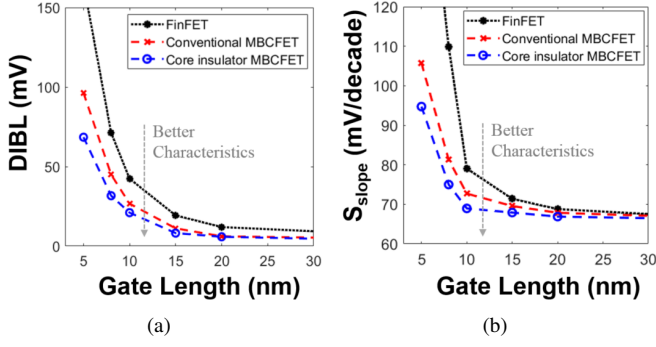 150
100
50
0
DIBL (mV)
FinFET
Conventional MBCFET
Core insulator MBCFET
Better
Characteristics
5 10 15 20 25 30
Gate Length (nm)
(a)
120
110
100
90
80
70
60
S_slope (mV/decade)
FinFET
Conventional MBCFET
Core insulator MBCFET
Better
Characteristics
5 10 15 20 25 30
Gate Length (nm)
(b)